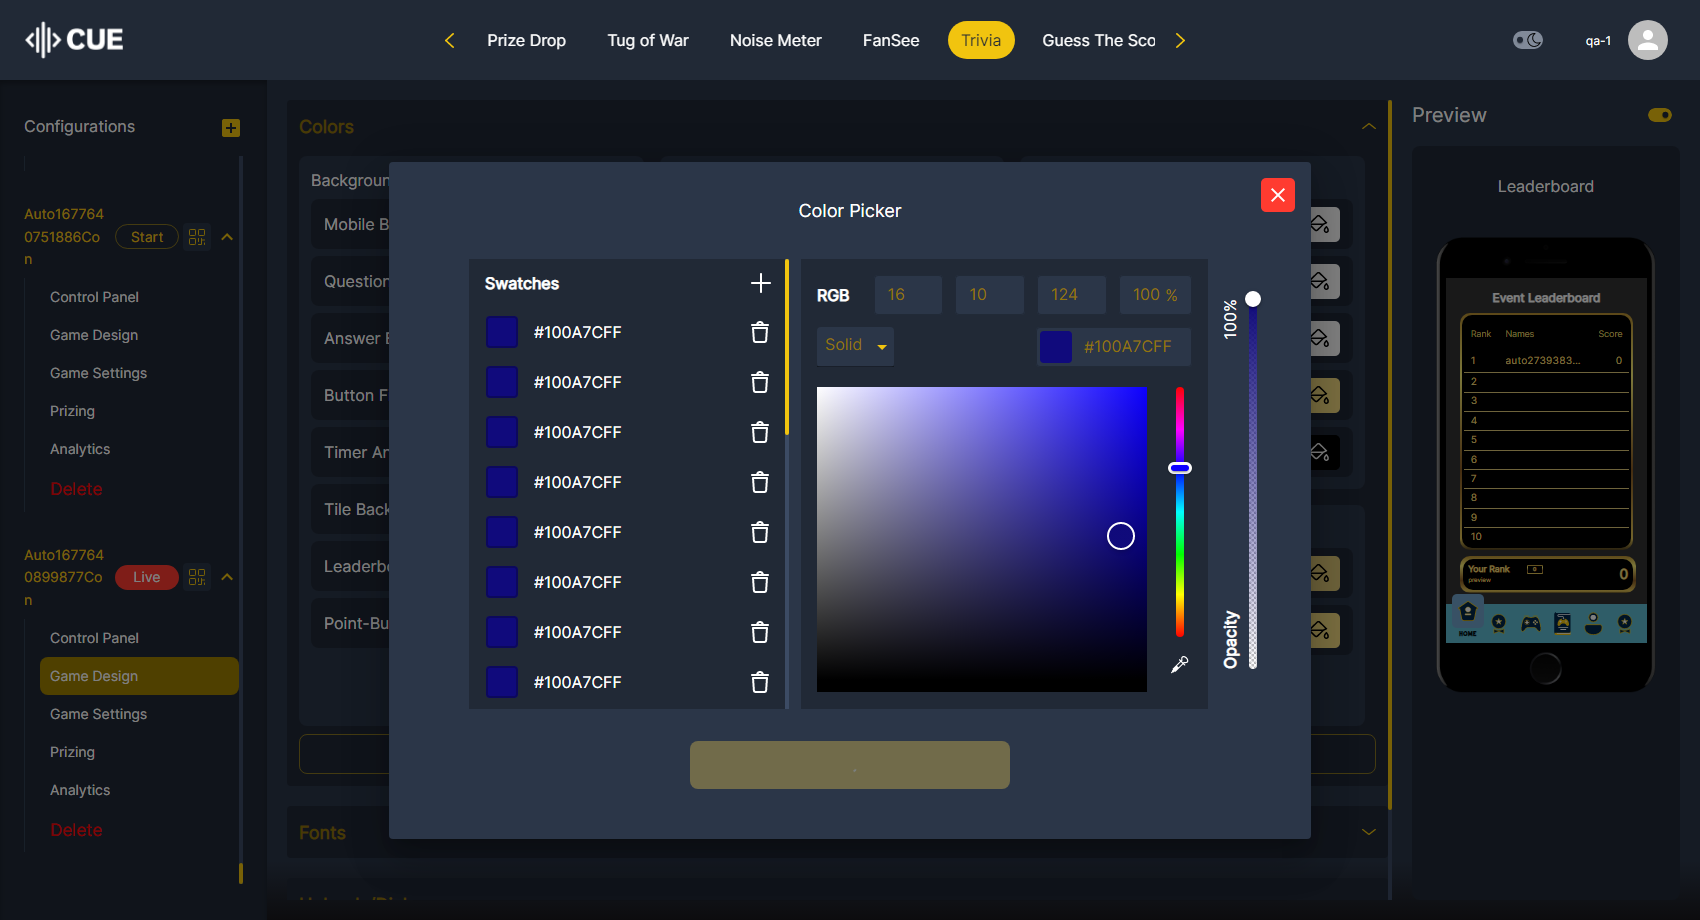 CUE
Prize Drop
Tug of War
Noise Meter
FanSee
Trivia
Guess The Sco
qa-1
Configurations
Auto167764
0751886Co
n
Start
Control Panel
Game Design
Game Settings
Prizing
Analytics
Delete
Auto167764
0899877Co
n
Live
Control Panel
Game Design
Game Settings
Prizing
Analytics
Delete
Colors
Backgroun
Mobile B
Question
Answer
Button F
Timer An
Tile Back
Leaderb
Point-Bu
Fonts
Color Picker
Swatches
#100A7CFF
#100A7CFF
#100A7CFF
#100A7CFF
#100A7CFF
#100A7CFF
#100A7CFF
#100A7CFF
RGB
16
10
124
100 %
Solid
#100A7CFF
100%
Opacity
Preview
Leaderboard
Event Leaderboard
Rank Names Score
1 auto2739383... 0
2
3
4
5
6
7
8
9
10
Your Rank
preview
0
0
HOME